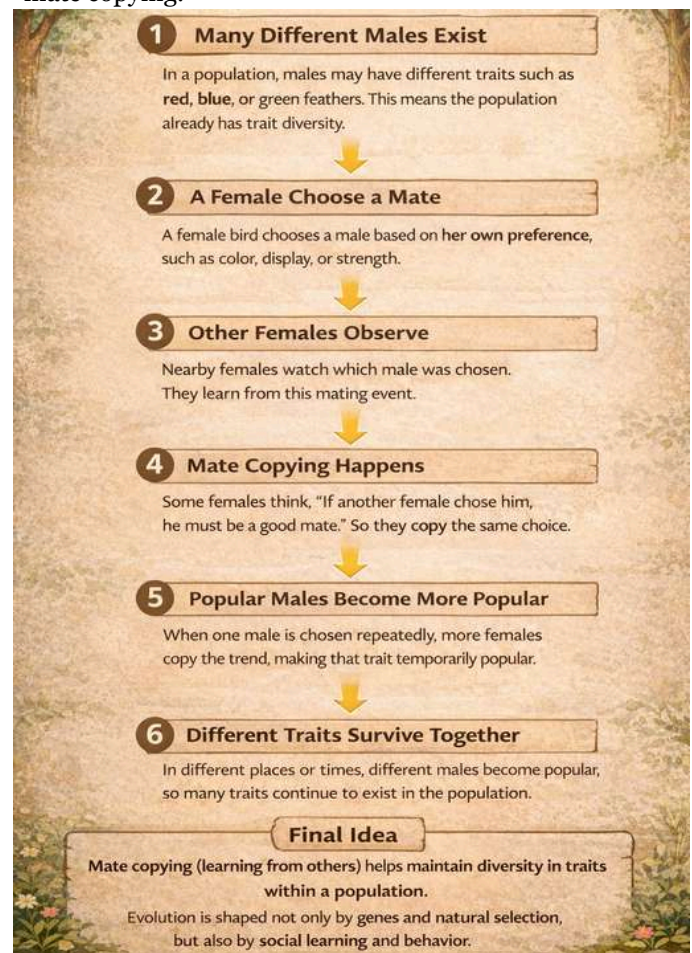 mate copying.
1 Many Different Males Exist
In a population, males may have different traits such as
red, blue, or green feathers. This means the population
already has trait diversity.
2 A Female Choose a Mate
A female bird chooses a male based on her own preference,
such as color, display, or strength.
3 Other Females Observe
Nearby females watch which male was chosen.
They learn from this mating event.
4 Mate Copying Happens
Some females think, “If another female chose him,
he must be a good mate.” So they copy the same choice.
5 Popular Males Become More Popular
When one male is chosen repeatedly, more females
copy the trend, making that trait temporarily popular.
6 Different Traits Survive Together
In different places or times, different males become popular,
so many traits continue to exist in the population.
Final Idea
Mate copying (learning from others) helps maintain diversity in traits
within a population.
Evolution is shaped not only by genes and natural selection,
but also by social learning and behavior.